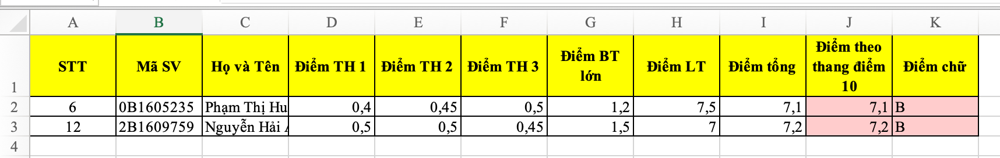 A B C D E F G H I J K
1 STT Mã SV Họ và Tên Điểm TH 1 Điểm TH 2 Điểm TH 3 Điểm BT lớn Điểm LT Điểm tổng Điểm theo thang điểm 10 Điểm chữ
2 6 0B1605235 Phạm Thị Hu 0,4 0,45 0,5 1,2 7,5 7,1 7,1 B
3 12 2B1609759 Nguyễn Hải 0,5 0,5 0,45 1,5 7 7,2 7,2 B
4